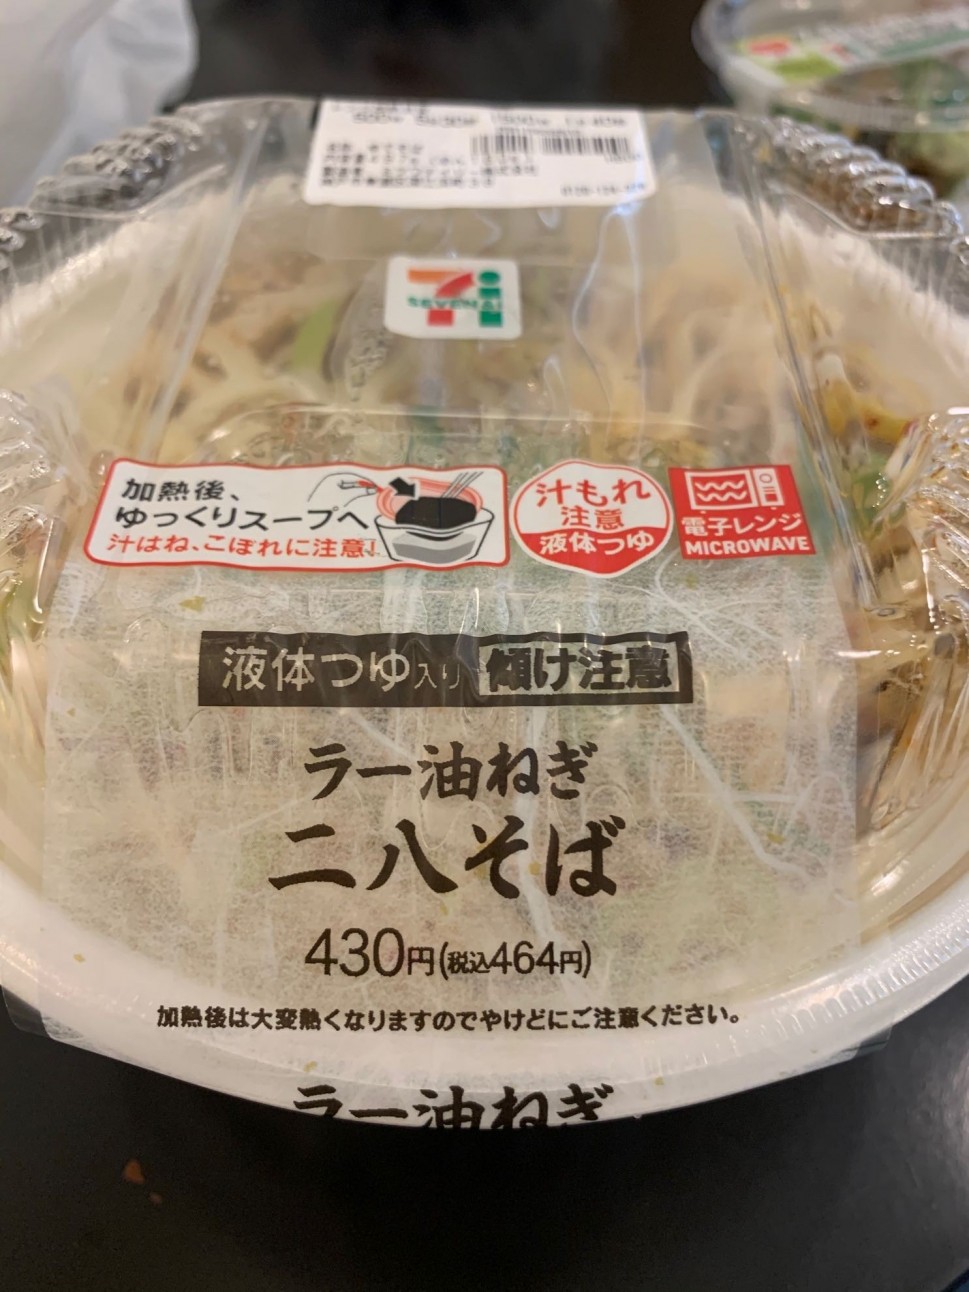 SEVEN&i
加熱後、
ゆっくりスープへ
汁はね、こぼれに注意!
汁もれ
注意
液体つゆ
電子レンジ
MICROWAVE
液体つゆ入り 傾け注意
ラー油ねぎ
二八そば
430円(税込464円)
加熱後は大変熱くなりますのでやけどにご注意ください。
ラー油ねぎ